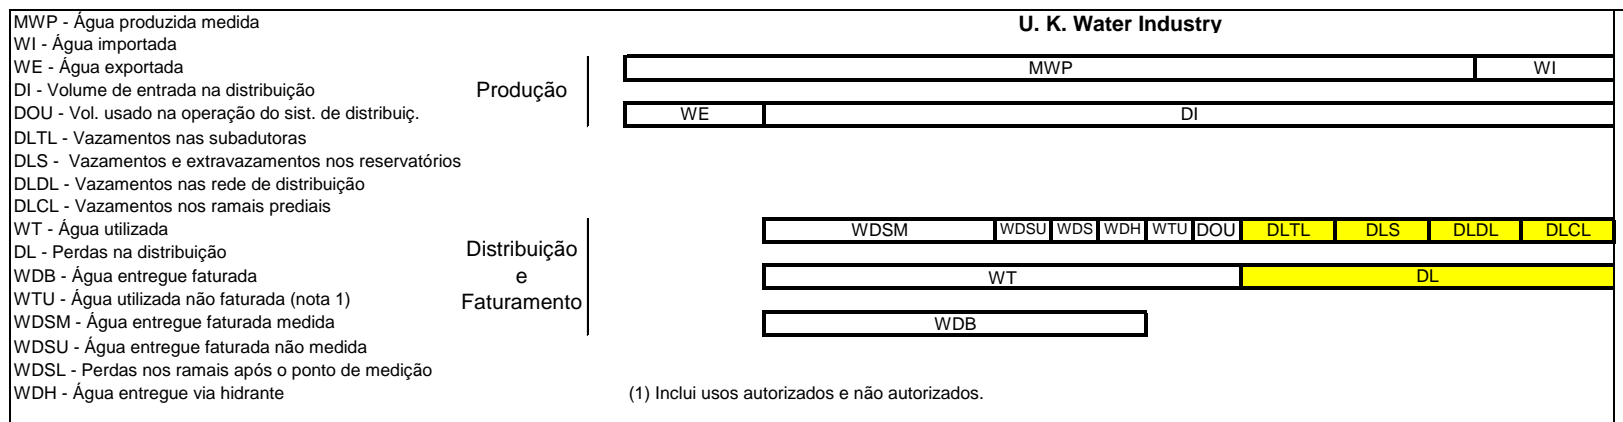 MWP - Água produzida medida
U. K. Water Industry
WI - Água importada
WE - Água exportada
MWP WI
DI - Volume de entrada na distribuição
Produção
DOU - Vol. usado na operação do sist. de distribuiç.
WE DI
DLTL - Vazamentos nas subadutoras
DLS -  Vazamentos e extravazamentos nos reservatórios
DLDL - Vazamentos nas rede de distribuição
DLCL - Vazamentos nos ramais prediais
WT - Água utilizada
WDSM WDSU WDS WDH WTU DOU DLTL DLS DLDL DLCL
DL - Perdas na distribuição
Distribuição
WDB - Água entregue faturada
e
WT DL
WTU - Água utilizada não faturada (nota 1)
Faturamento
WDSM - Água entregue faturada medida
WDB
WDSU - Água entregue faturada não medida
WDSL - Perdas nos ramais após o ponto de medição
WDH - Água entregue via hidrante
(1) Inclui usos autorizados e não autorizados.